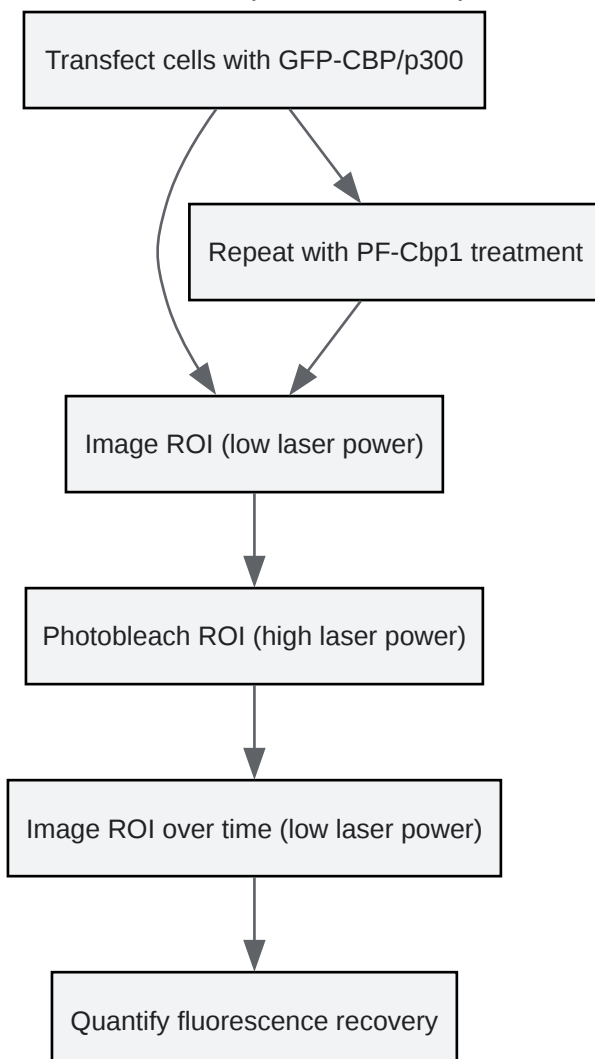 Transfect cells with GFP-CBP/p300
Repeat with PF-Cbp1 treatment
Image ROI (low laser power)
Photobleach ROI (high laser power)
Image ROI over time (low laser power)
Quantify fluorescence recovery